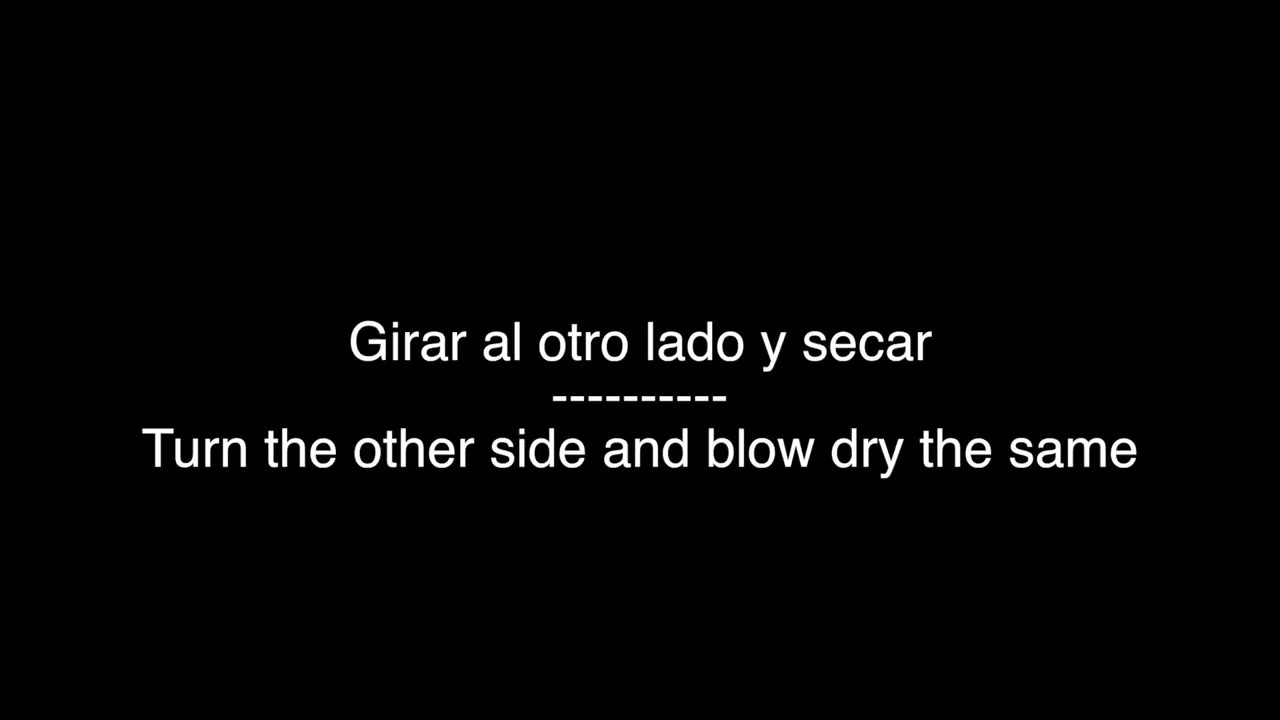 Girar al otro lado y secar
----------
Turn the other side and blow dry the same